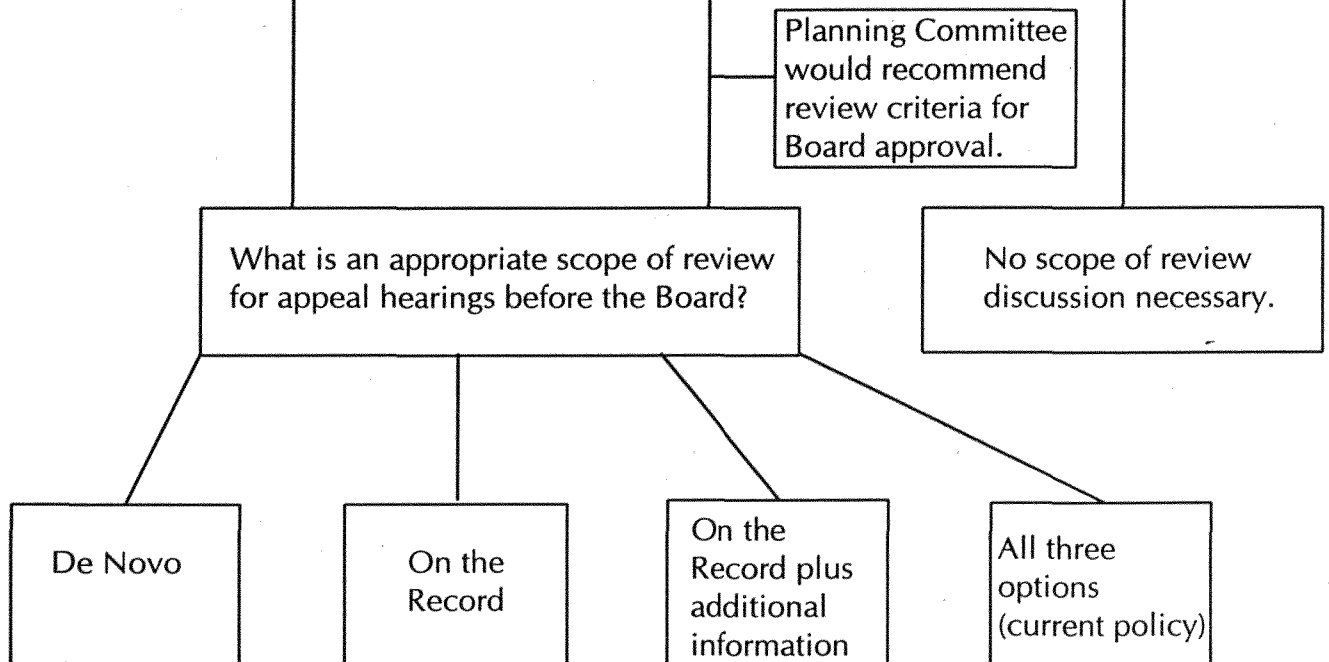 Planning Committee
would recommend
review criteria for
Board approval.
What is an appropriate scope of review
for appeal hearings before the Board?
No scope of review
discussion necessary.
De Novo
On the
Record
On the
Record plus
additional
information
All three
options
(current policy)